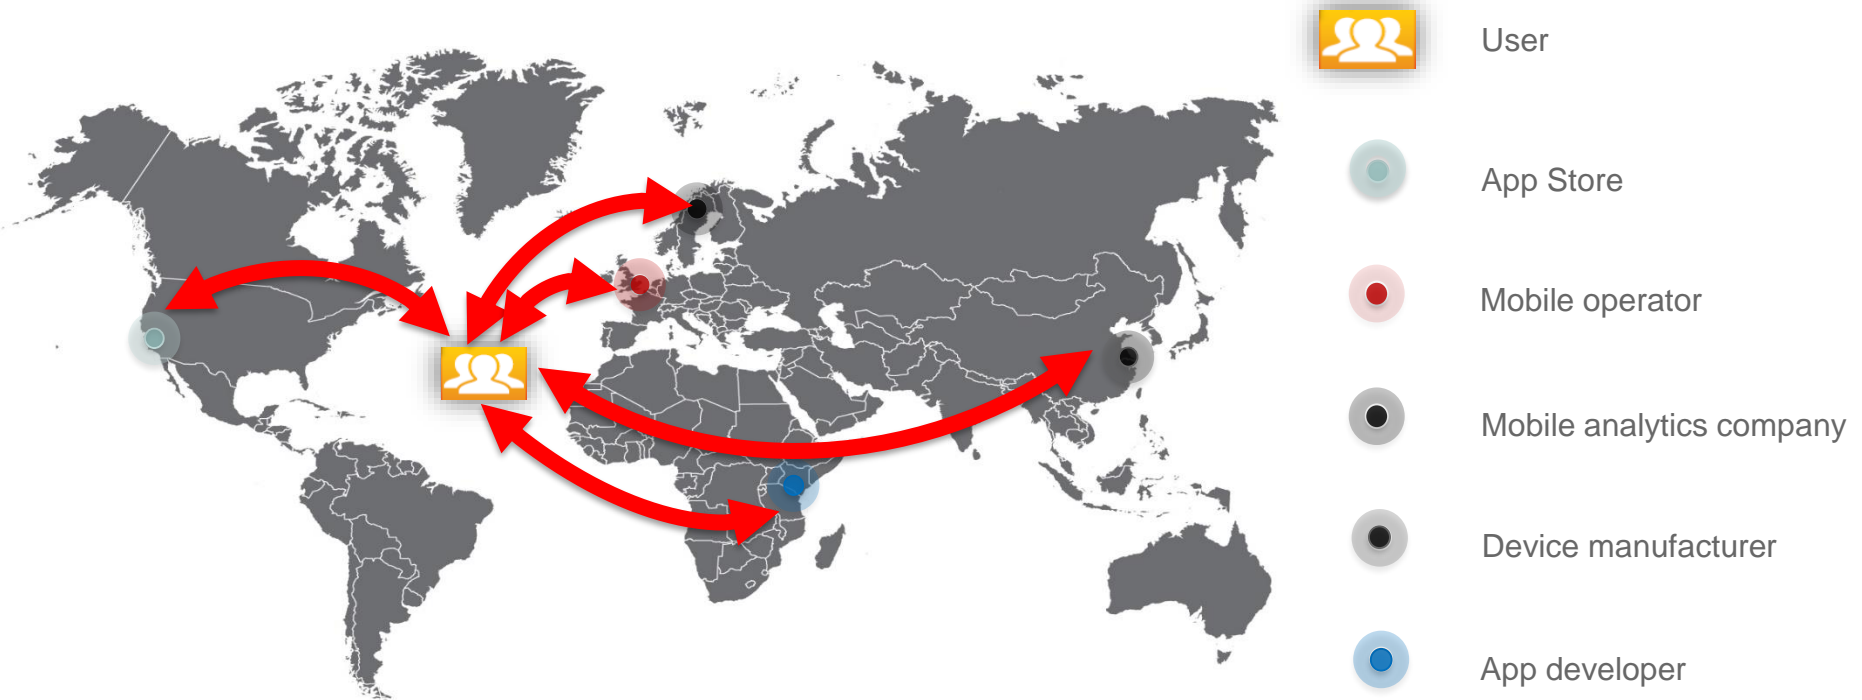 User
App Store
Mobile operator
Mobile analytics company
Device manufacturer
App developer